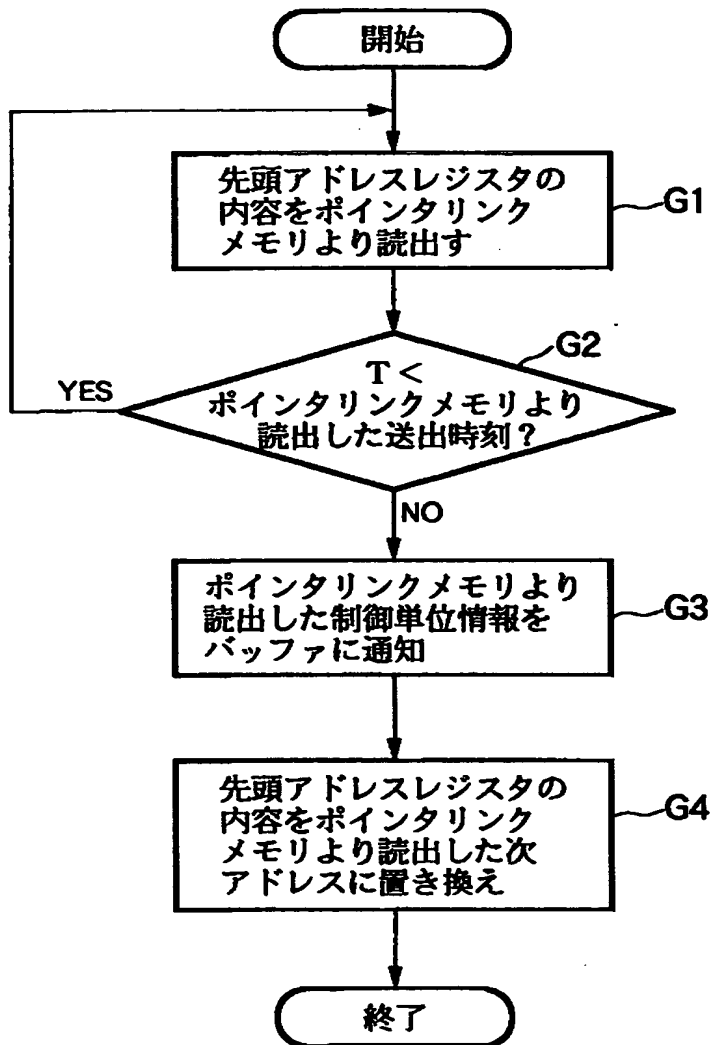 開始
先頭アドレスレジスタの
内容をポインタリンク
メモリより読出す
G1
G2
T <
ポインタリンクメモリより
読出した送出時刻？
YES
NO
ポインタリンクメモリより
読出した制御単位情報を
バッファに通知
G3
先頭アドレスレジスタの
内容をポインタリンク
メモリより読出した次
アドレスに置き換え
G4
終了